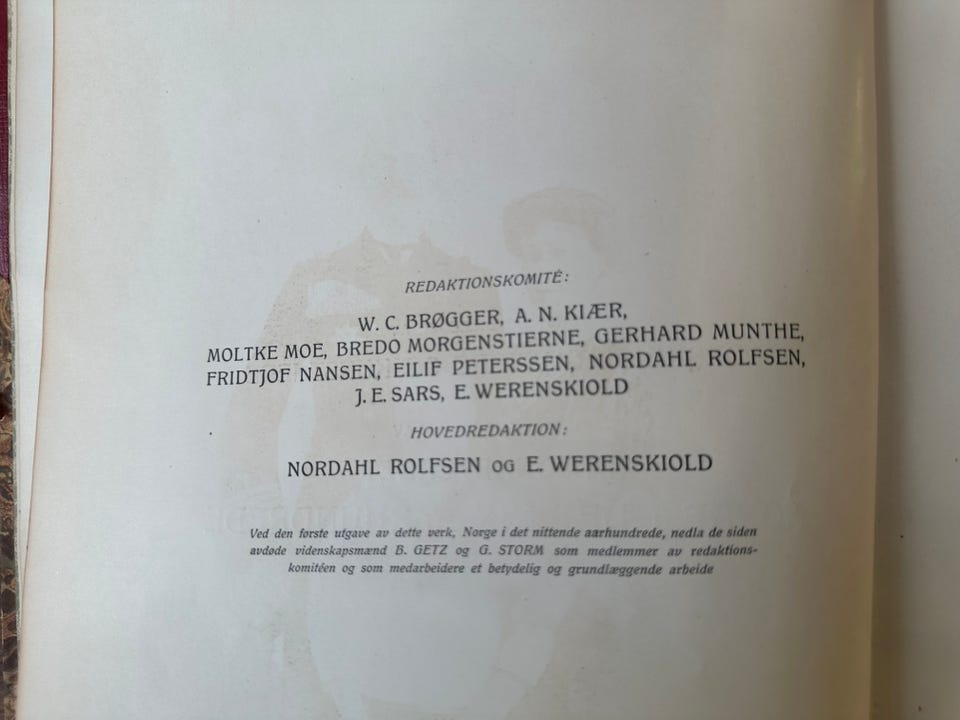 REDAKTIONSKOMITÉ:
W. C. BRØGGER, A. N. KIÆR,
MOLTKE MOE, BREDO MORGENSTIERNE, GERHARD MUNTHE,
FRIDTJOF NANSEN, EILIF PETERSSEN, NORDAHL ROLFSEN,
J. E. SARS, E. WERENSKIOLD
HOVEDREDAKTION:
NORDAHL ROLFSEN OG E. WERENSKIOLD
Ved den første utgave av dette verk, Norge i det nittende aarhundrede, nedla de siden
avdøde videnskapsmænd B. GETZ og G. STORM som medlemmer av redaktions-
komitéen og som medarbeidere et betydelig og grundlæggende arbeide